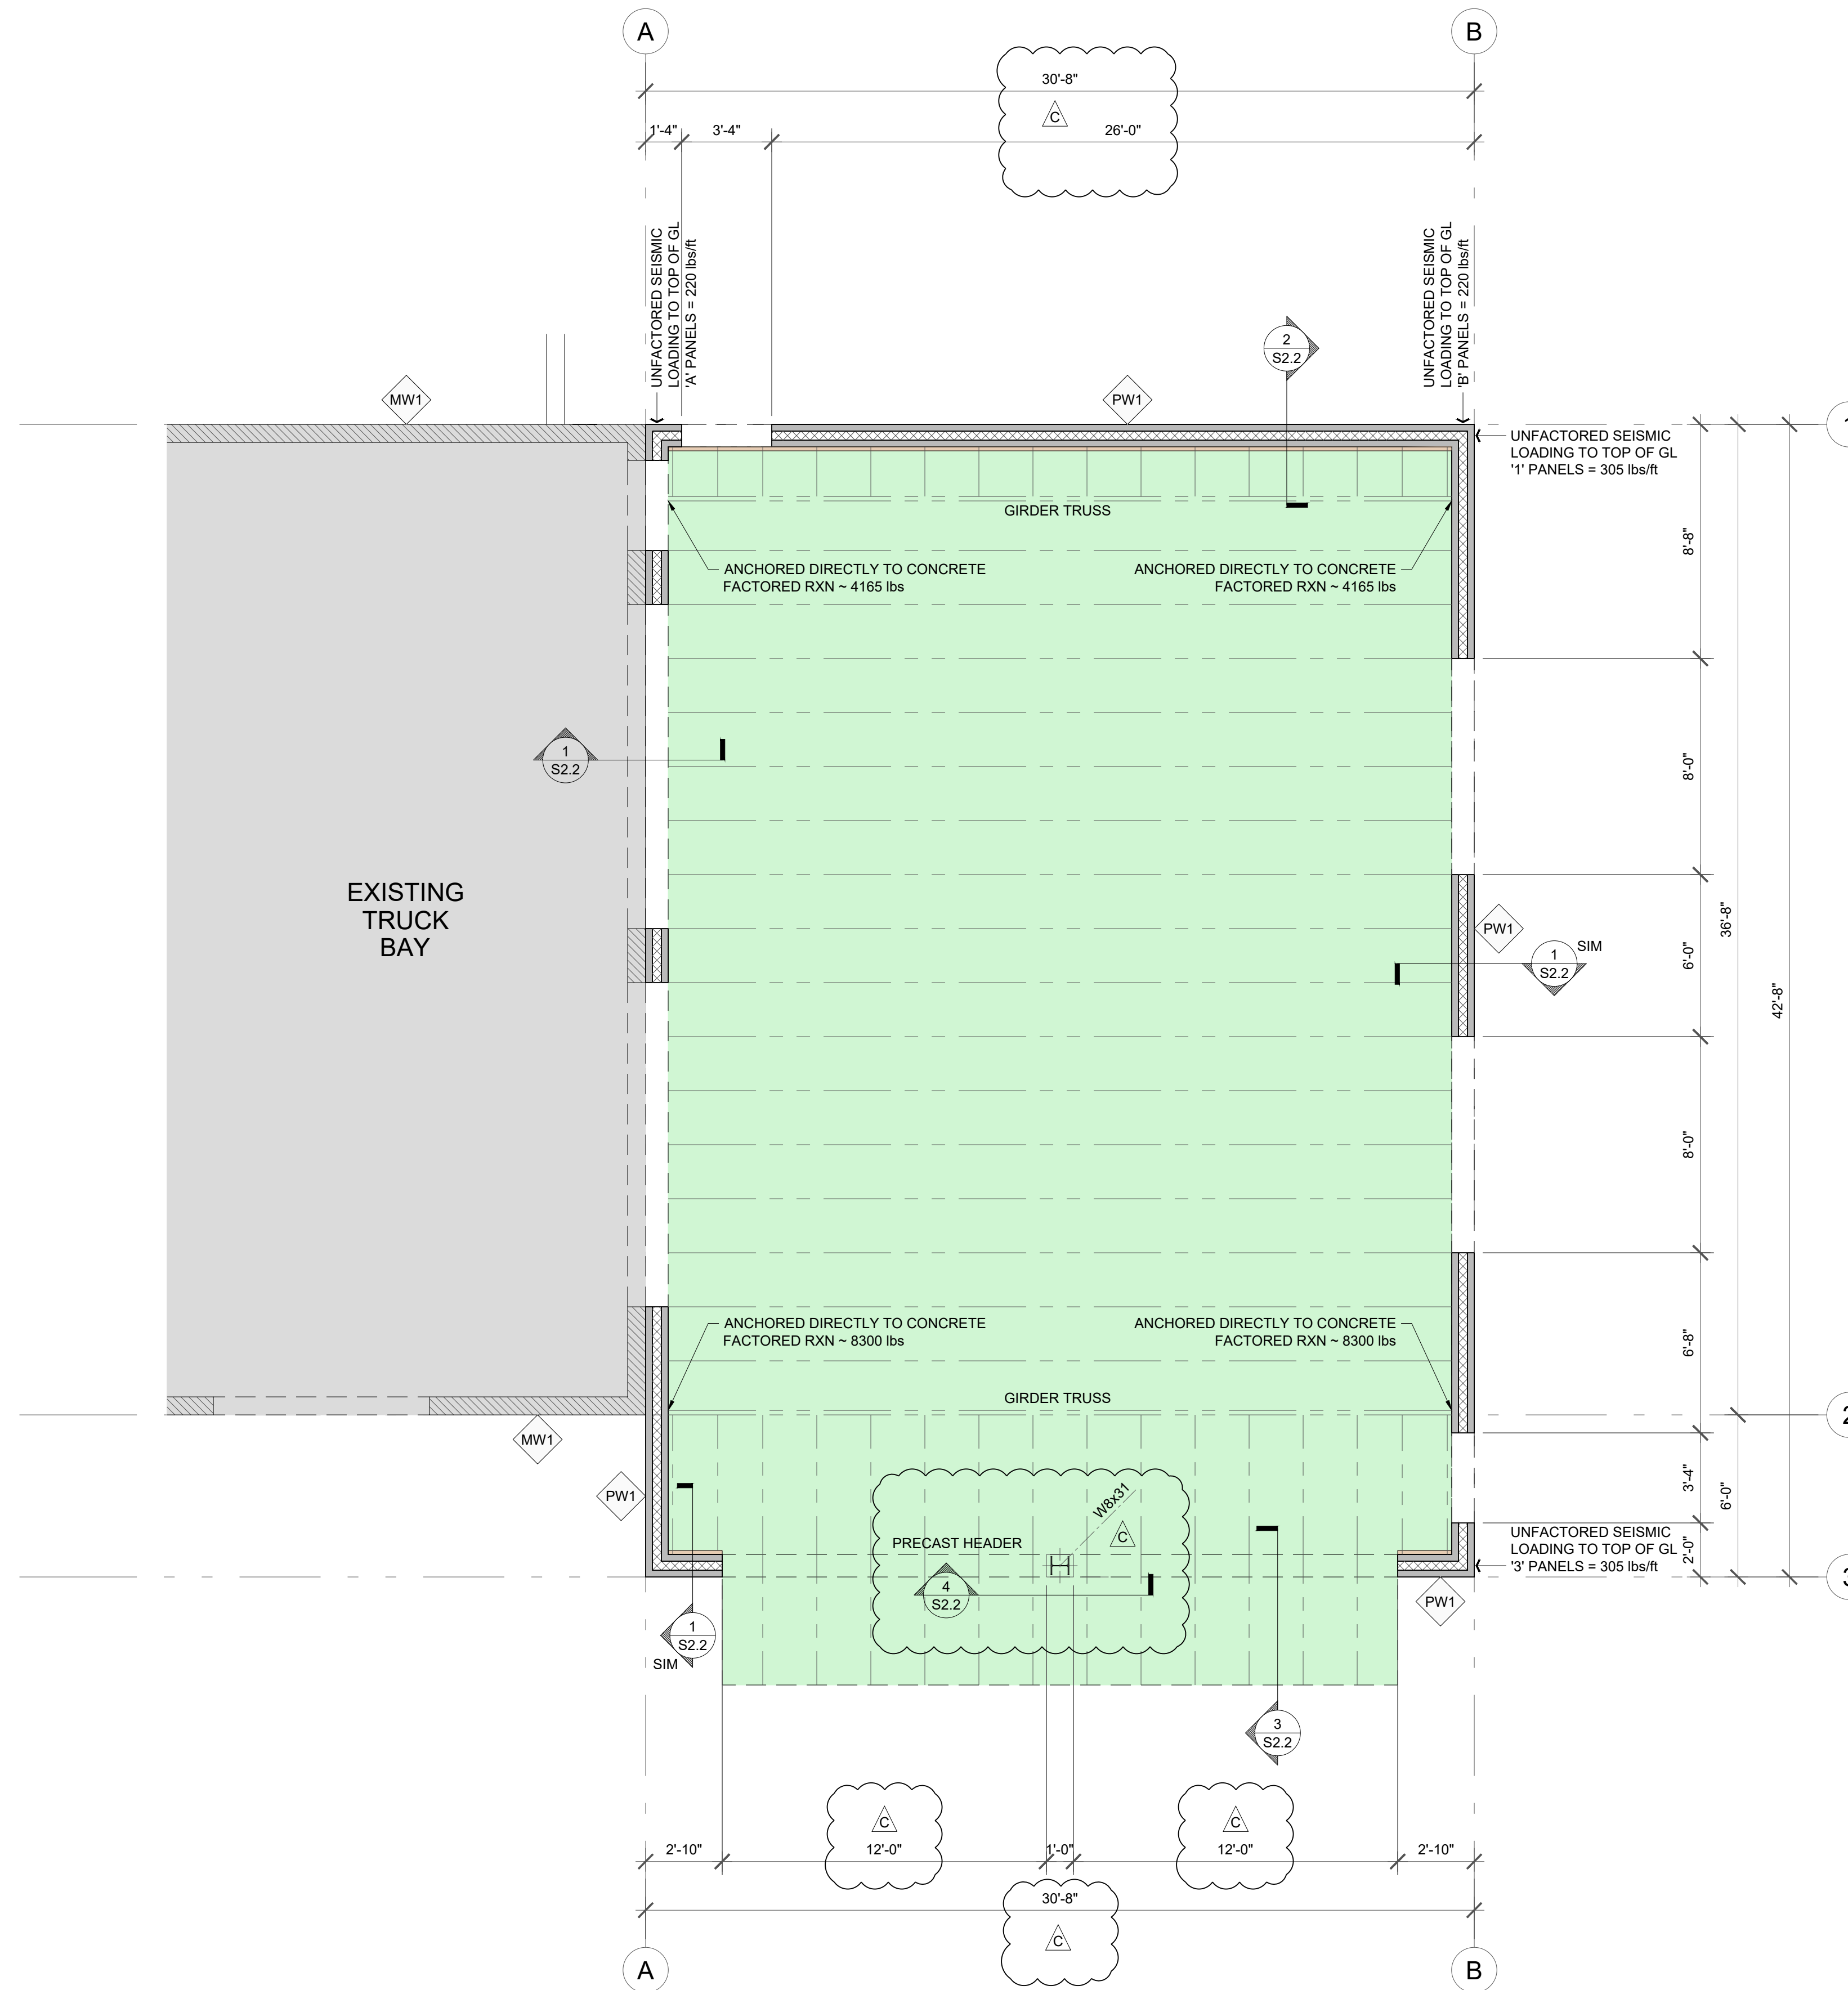 A
B
30'-8"
C
1'-4"
3'-4"
26'-0"
UNFACTORED SEISMIC
LOADING TO TOP OF GL
'A' PANELS = 220 lbs/ft
UNFACTORED SEISMIC
LOADING TO TOP OF GL
'B' PANELS = 220 lbs/ft
2
S2.2
MW1
PW1
UNFACTORED SEISMIC
LOADING TO TOP OF GL
'1' PANELS = 305 lbs/ft
GIRDER TRUSS
8'-8"
ANCHORED DIRECTLY TO CONCRETE
FACTORED RXN ~ 4165 lbs
ANCHORED DIRECTLY TO CONCRETE
FACTORED RXN ~ 4165 lbs
1
S2.2
8'-0"
EXISTING
TRUCK
BAY
PW1
36'-8"
1
S2.2
SIM
6'-0"
42'-8"
8'-0"
ANCHORED DIRECTLY TO CONCRETE
FACTORED RXN ~ 8300 lbs
ANCHORED DIRECTLY TO CONCRETE
FACTORED RXN ~ 8300 lbs
6'-8"
GIRDER TRUSS
2
MW1
PW1
W8x31
C
PRECAST HEADER
3'-4"
6'-0"
4
S2.2
UNFACTORED SEISMIC
LOADING TO TOP OF GL
'3' PANELS = 305 lbs/ft
2'-0"
3
PW1
1
S2.2
SIM
3
S2.2
C
C
2'-10"
12'-0"
1'-0"
12'-0"
2'-10"
30'-8"
C
A
B